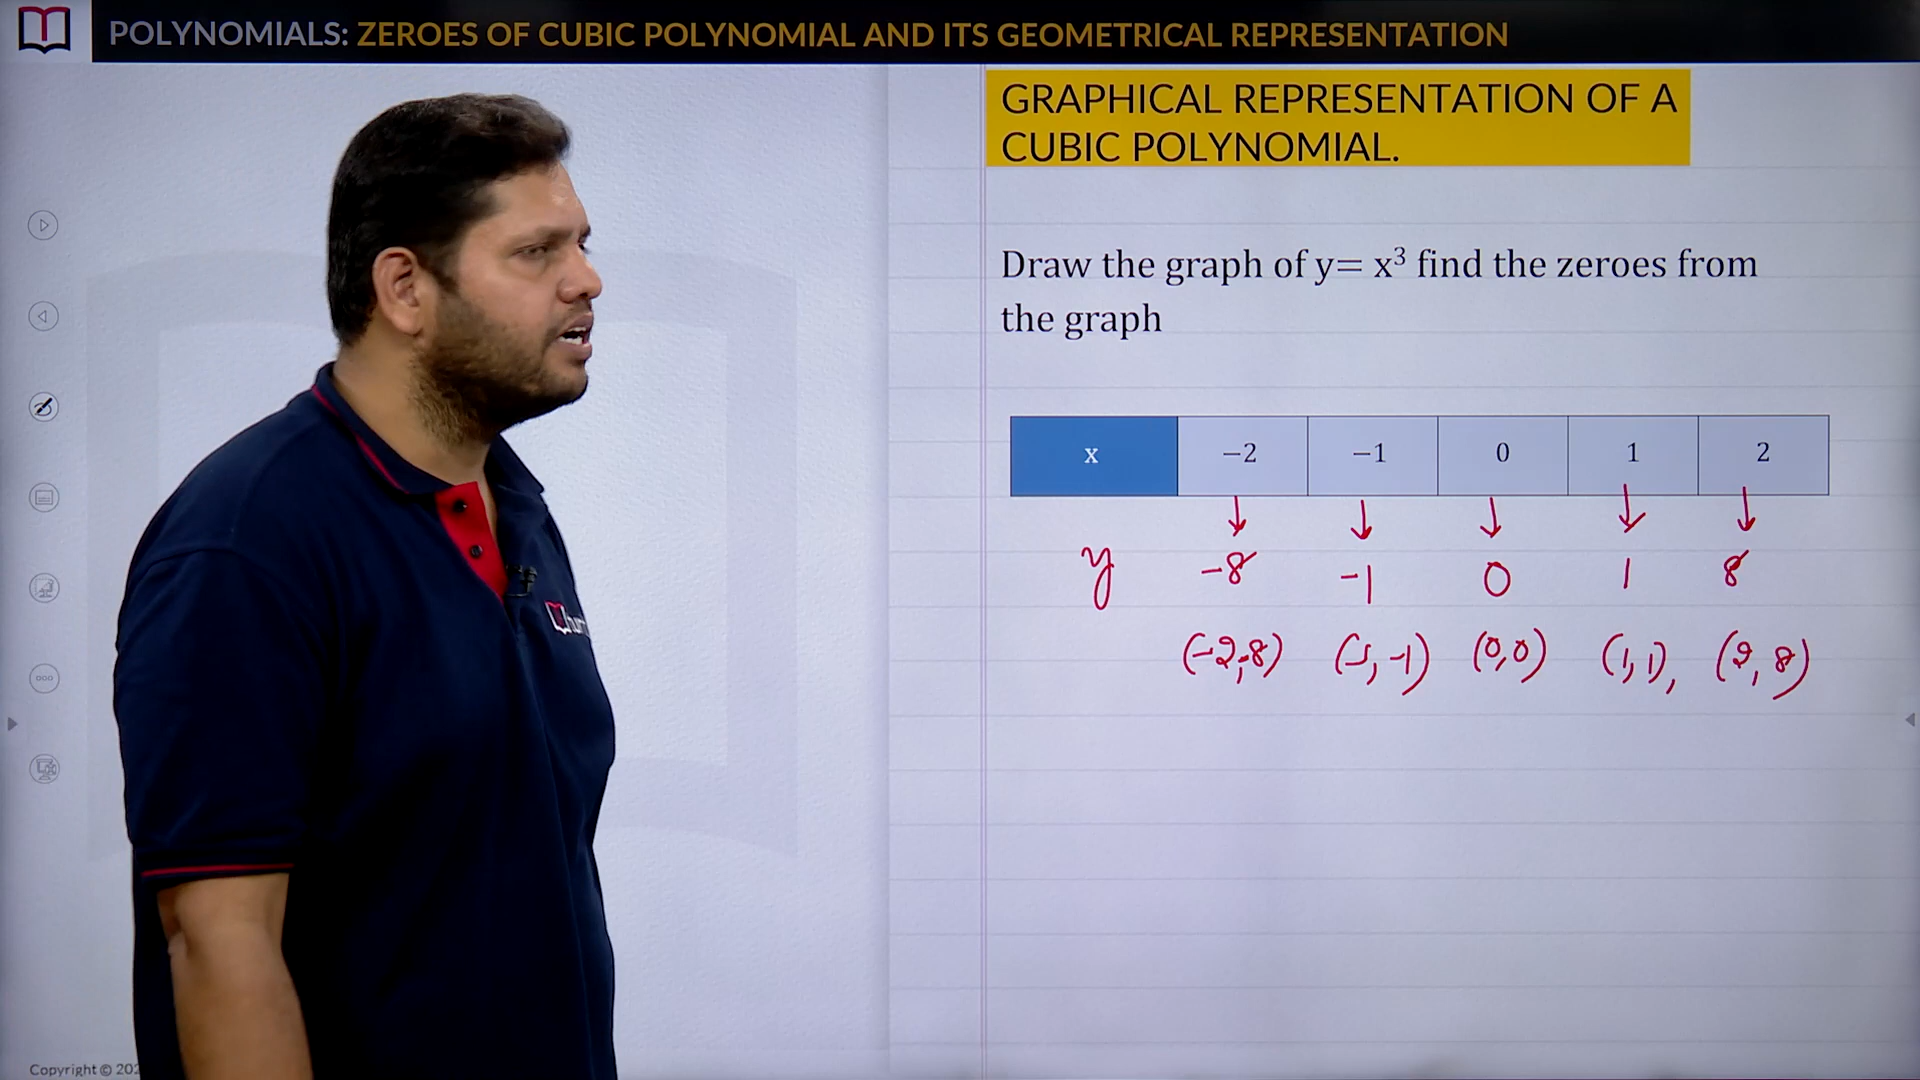 POLYNOMIALS: ZEROES OF CUBIC POLYNOMIAL AND ITS GEOMETRICAL REPRESENTATION
GRAPHICAL REPRESENTATION OF A
CUBIC POLYNOMIAL.
Draw the graph of y= x³ find the zeroes from
the graph
x −2 −1 0 1 2
y -8 -1 0 1 8
(-2,-8) (-1,-1) (0,0) (1,1), (2,8)
Copyright ©